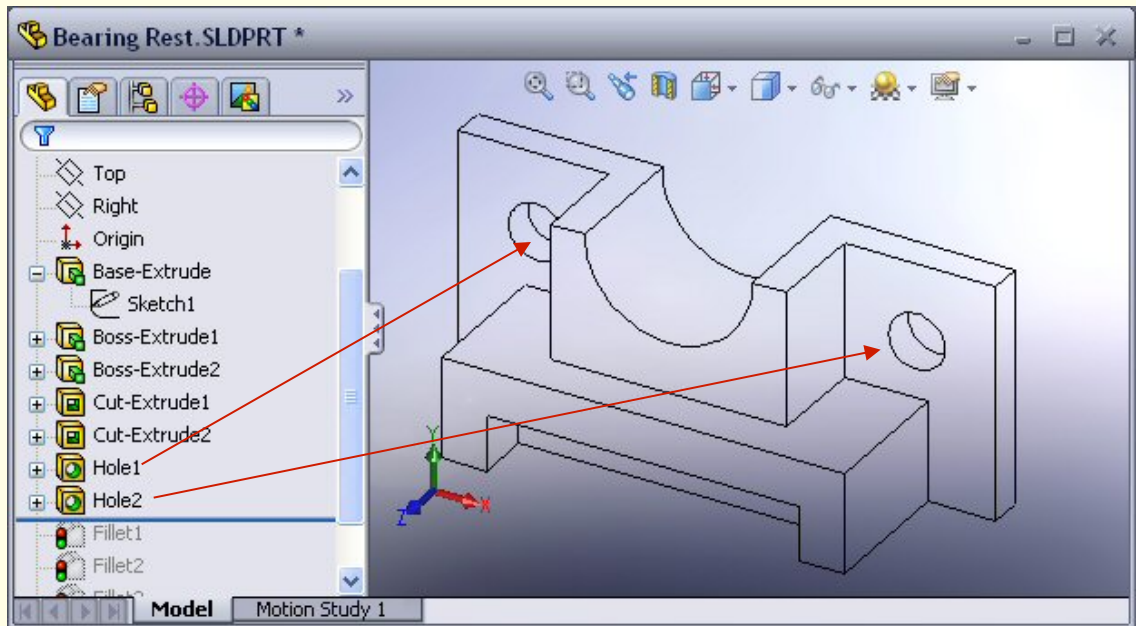 Bearing Rest.SLDPRT *
Top
Right
Origin
Base-Extrude
Sketch1
Boss-Extrude1
Boss-Extrude2
Cut-Extrude1
Cut-Extrude2
Hole1
Hole2
Fillet1
Fillet2
Y
X
Z
Model
Motion Study 1